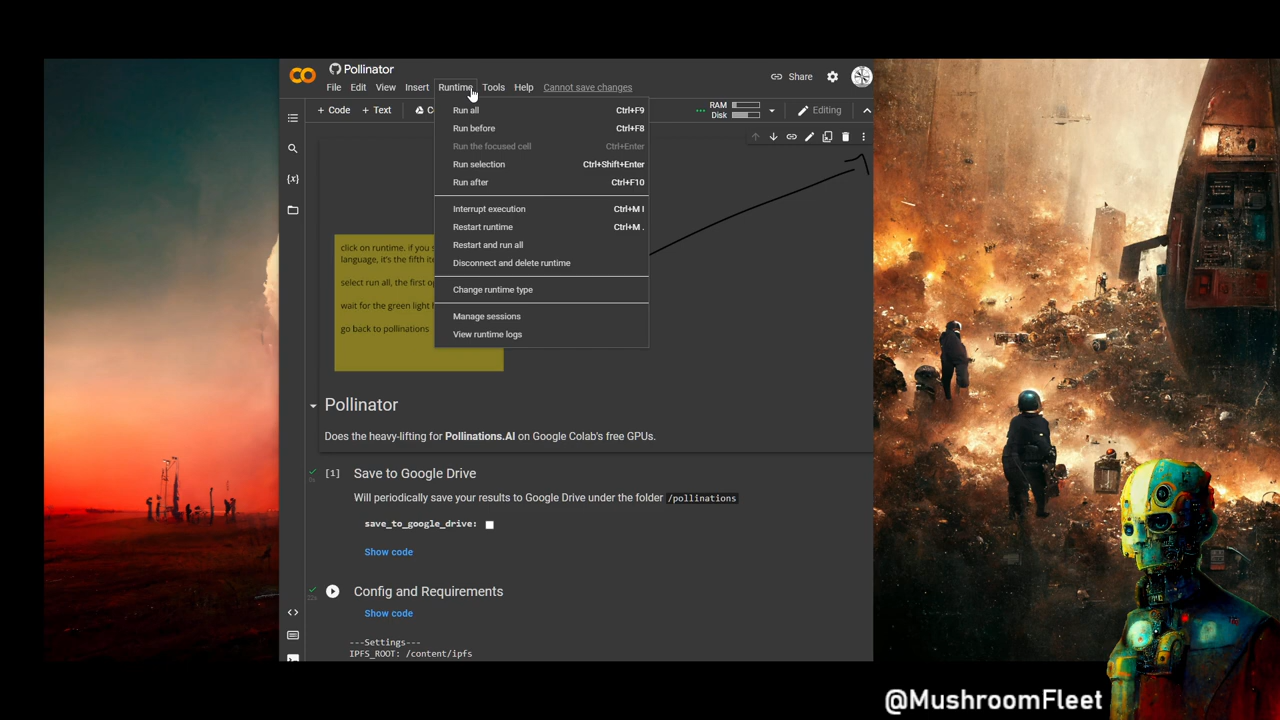 Pollinator
File Edit View Insert Runtime Tools Help Cannot save changes
Share
+ Code + Text
RAM
Disk
Editing
Run all Ctrl+F9
Run before Ctrl+F8
Run the focused cell Ctrl+Enter
Run selection Ctrl+Shift+Enter
Run after Ctrl+F10
Interrupt execution Ctrl+M I
Restart runtime Ctrl+M .
Restart and run all
Disconnect and delete runtime
Change runtime type
Manage sessions
View runtime logs
click on runtime. if you
language, it's the fifth
select run all, the first
wait for the green light
go back to pollinations
Pollinator
Does the heavy-lifting for Pollinations.AI on Google Colab's free GPUs.
[1] Save to Google Drive
Will periodically save your results to Google Drive under the folder /pollinations
save_to_google_drive:
Show code
Config and Requirements
Show code
---Settings---
IPFS_ROOT: /content/ipfs
@MushroomFleet